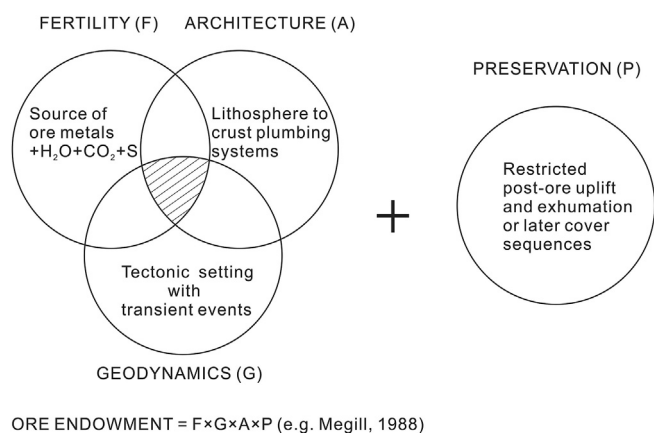 FERTILITY (F)
ARCHITECTURE (A)
PRESERVATION (P)
Source of
ore metals
+H₂O+CO₂+S
Lithosphere to
crust plumbing
systems
Tectonic setting
with
transient events
GEODYNAMICS (G)
+
Restricted
post-ore uplift
and exhumation
or later cover
sequences
ORE ENDOWMENT = F×G×A×P (e.g. Megill, 1988)